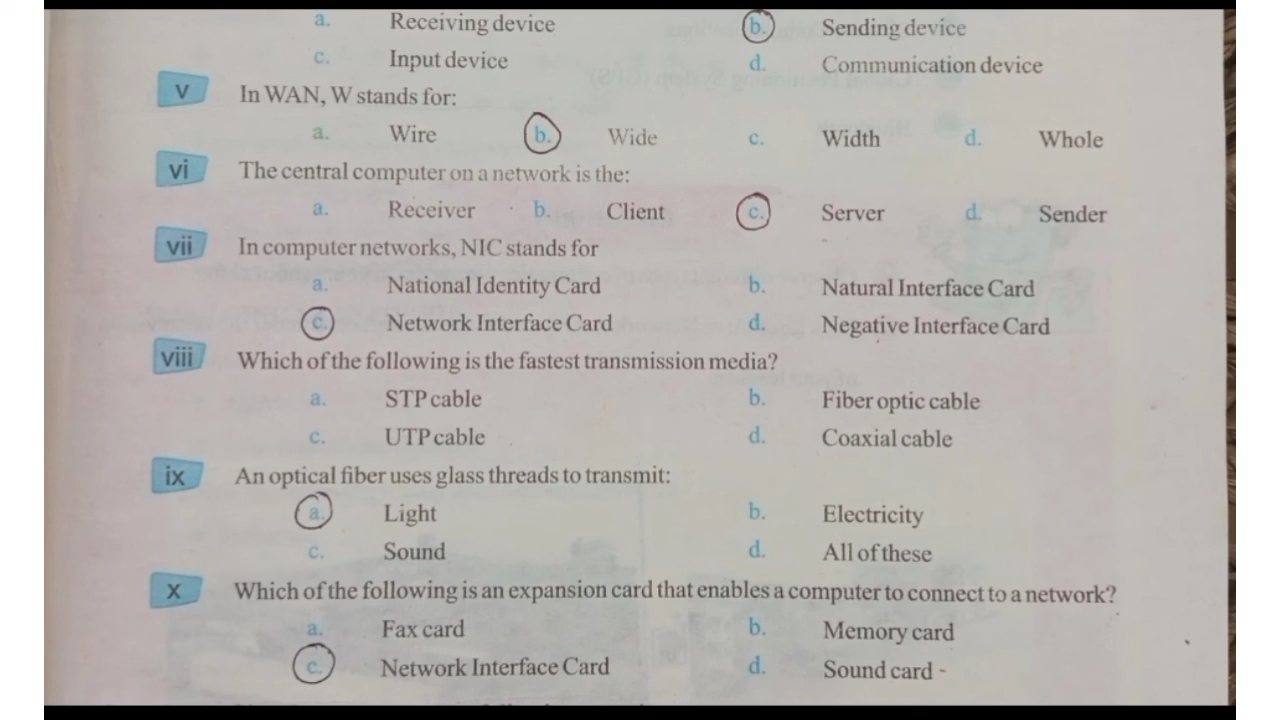 a. Receiving device b. Sending device
c. Input device d. Communication device
v In WAN, W stands for:
a. Wire b. Wide c. Width d. Whole
vi The central computer on a network is the:
a. Receiver b. Client c. Server d. Sender
vii In computer networks, NIC stands for
a. National Identity Card b. Natural Interface Card
c. Network Interface Card d. Negative Interface Card
viii Which of the following is the fastest transmission media?
a. STP cable b. Fiber optic cable
c. UTP cable d. Coaxial cable
ix An optical fiber uses glass threads to transmit:
a. Light b. Electricity
c. Sound d. All of these
x Which of the following is an expansion card that enables a computer to connect to a network?
a. Fax card b. Memory card
c. Network Interface Card d. Sound card -